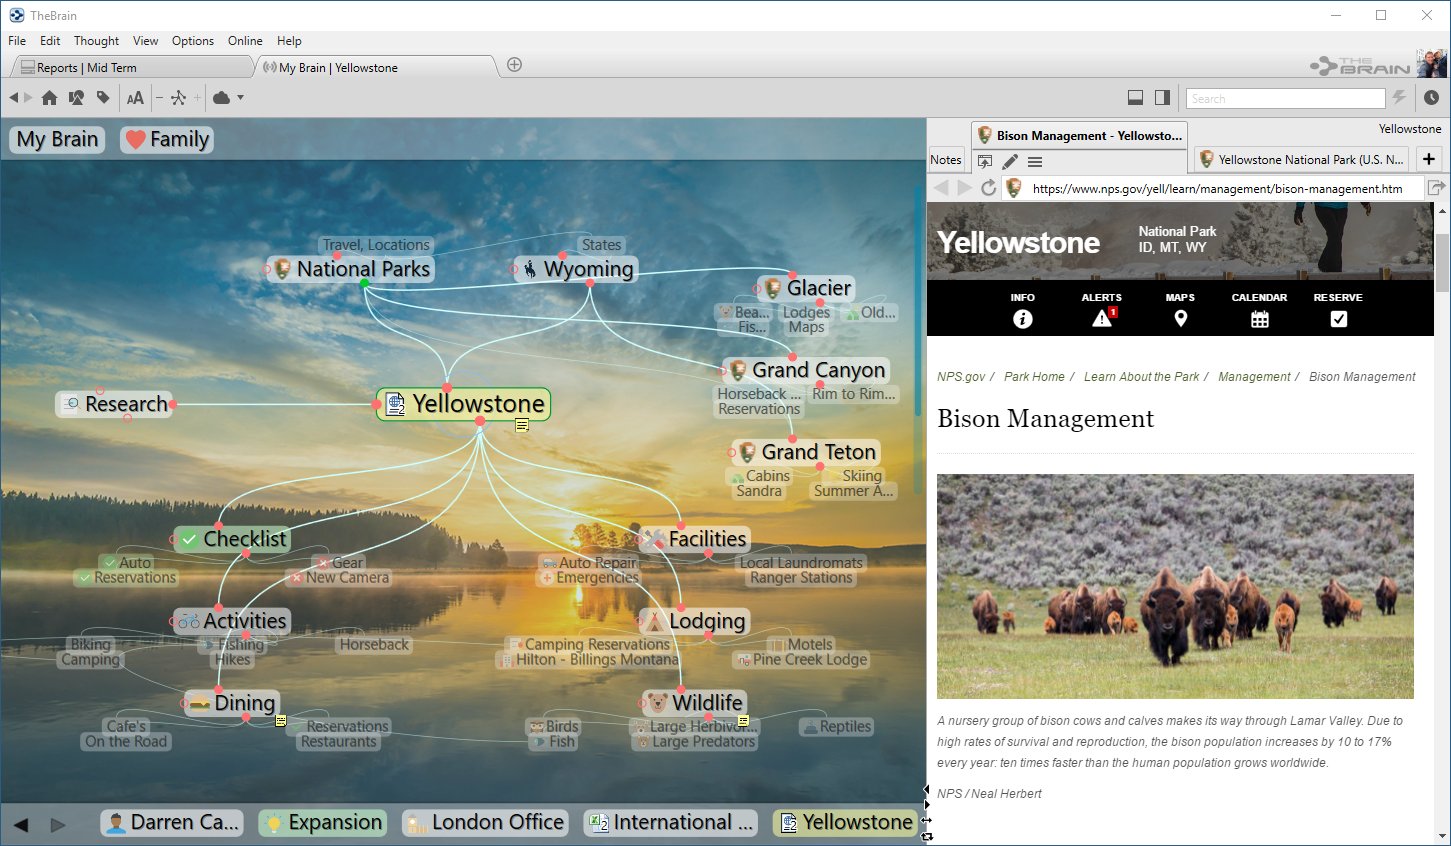 TheBrain
File Edit Thought View Options Online Help
Reports | Mid Term
My Brain | Yellowstone
THE BRAIN
AA
Search
My Brain
Family
Travel, Locations
National Parks
States
Wyoming
Glacier
Bea... Lodges Old...
Fis... Maps
Grand Canyon
Horseback ... Rim to Rim...
Reservations
Grand Teton
Cabins Skiing
Sandra Summer A...
Research
Yellowstone
Checklist
Auto Gear
Reservations New Camera
Facilities
Auto Repair Local Laundromats
Emergencies Ranger Stations
Activities
Biking Fishing Horseback
Camping Hikes
Lodging
Camping Reservations Motels
Hilton - Billings Montana Pine Creek Lodge
Dining
Cafe's Reservations
On the Road Restaurants
Wildlife
Birds Large Herbivor... Reptiles
Fish Large Predators
Darren Ca...
Expansion
London Office
International ...
Yellowstone
Yellowstone
Notes
Bison Management - Yellowsto...
Yellowstone National Park (U.S. N...
+
https://www.nps.gov/yell/learn/management/bison-management.htm
Yellowstone
National Park
ID, MT, WY
INFO ALERTS MAPS CALENDAR RESERVE
1
NPS.gov / Park Home / Learn About the Park / Management / Bison Management
Bison Management
A nursery group of bison cows and calves makes its way through Lamar Valley. Due to
high rates of survival and reproduction, the bison population increases by 10 to 17%
every year: ten times faster than the human population grows worldwide.
NPS / Neal Herbert